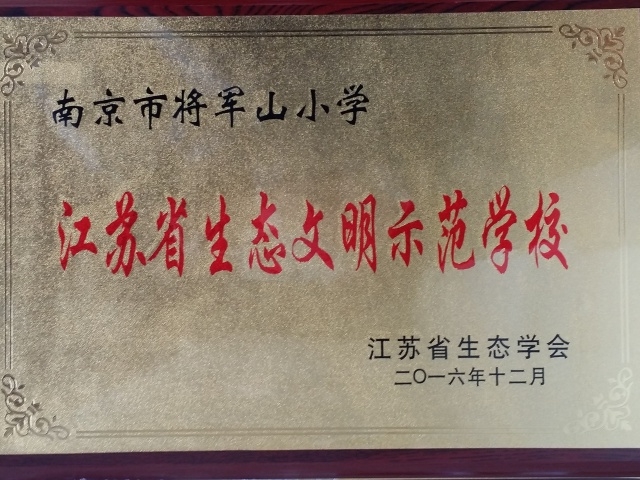 南京市将军山小学
江苏省生态文明示范学校
江苏省生态学会
二〇一六年十二月